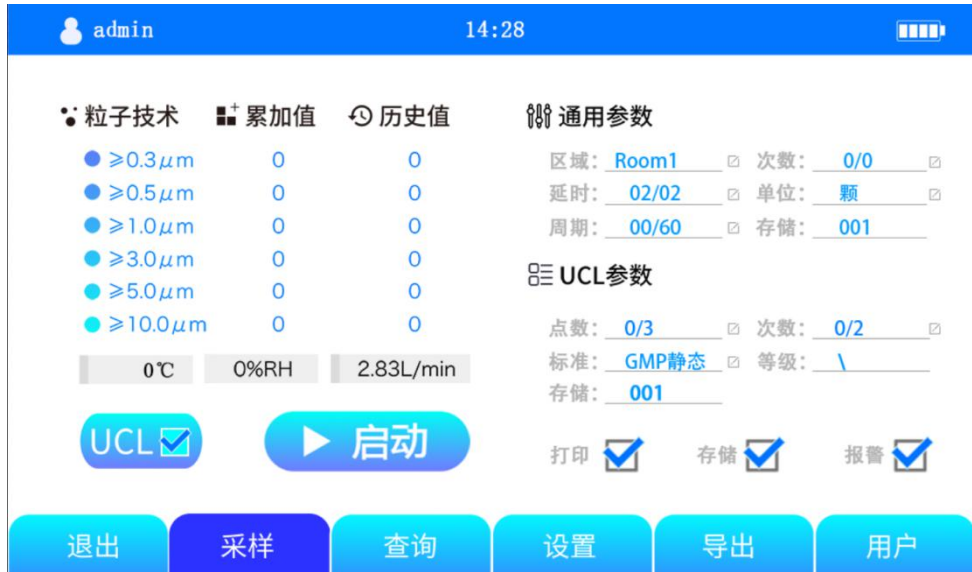 admin 14:28
粒子技术 累加值 历史值
≥0.3μm 0 0
≥0.5μm 0 0
≥1.0μm 0 0
≥3.0μm 0 0
≥5.0μm 0 0
≥10.0μm 0 0
0℃ 0%RH 2.83L/min
UCL 启动
通用参数
区域: Room1 次数: 0/0
延时: 02/02 单位: 颗
周期: 00/60 存储: 001
UCL参数
点数: 0/3 次数: 0/2
标准: GMP静态 等级: \
存储: 001
打印 存储 报警
退出 采样 查询 设置 导出 用户